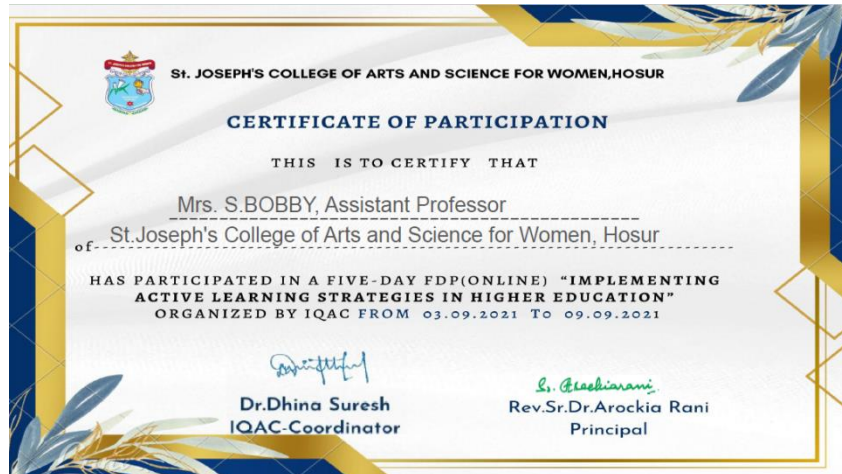 St. JOSEPH'S COLLEGE OF ARTS AND SCIENCE FOR WOMEN,HOSUR
CERTIFICATE OF PARTICIPATION
THIS IS TO CERTIFY THAT
Mrs. S.BOBBY, Assistant Professor
of St.Joseph's College of Arts and Science for Women, Hosur
HAS PARTICIPATED IN A FIVE-DAY FDP(ONLINE) “IMPLEMENTING
ACTIVE LEARNING STRATEGIES IN HIGHER EDUCATION”
ORGANIZED BY IQAC FROM 03.09.2021 To 09.09.2021
Dr.Dhina Suresh
IQAC-Coordinator
Rev.Sr.Dr.Arockia Rani
Principal